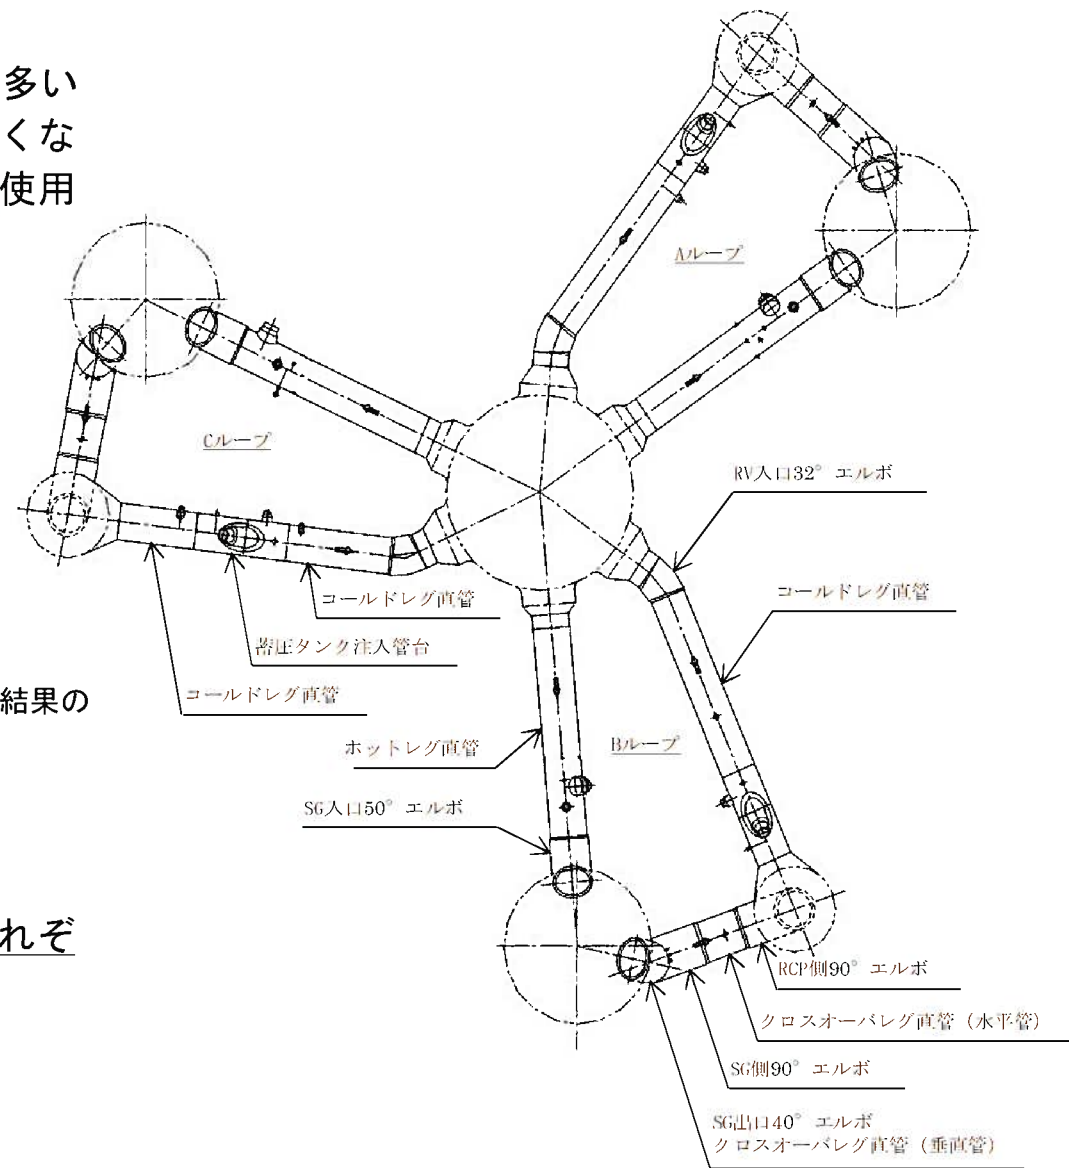 多い
くな
使用
Aループ
Cループ
RV入口32°エルボ
コールドレグ直管
コールドレグ直管
蓄圧タンク注入管台
コールドレグ直管
結果の
ホットレグ直管
Bループ
SG入口50°エルボ
れぞ
RCP側90°エルボ
クロスオーバレグ直管（水平管）
SG側90°エルボ
SG出口40°エルボ
クロスオーバレグ直管（垂直管）